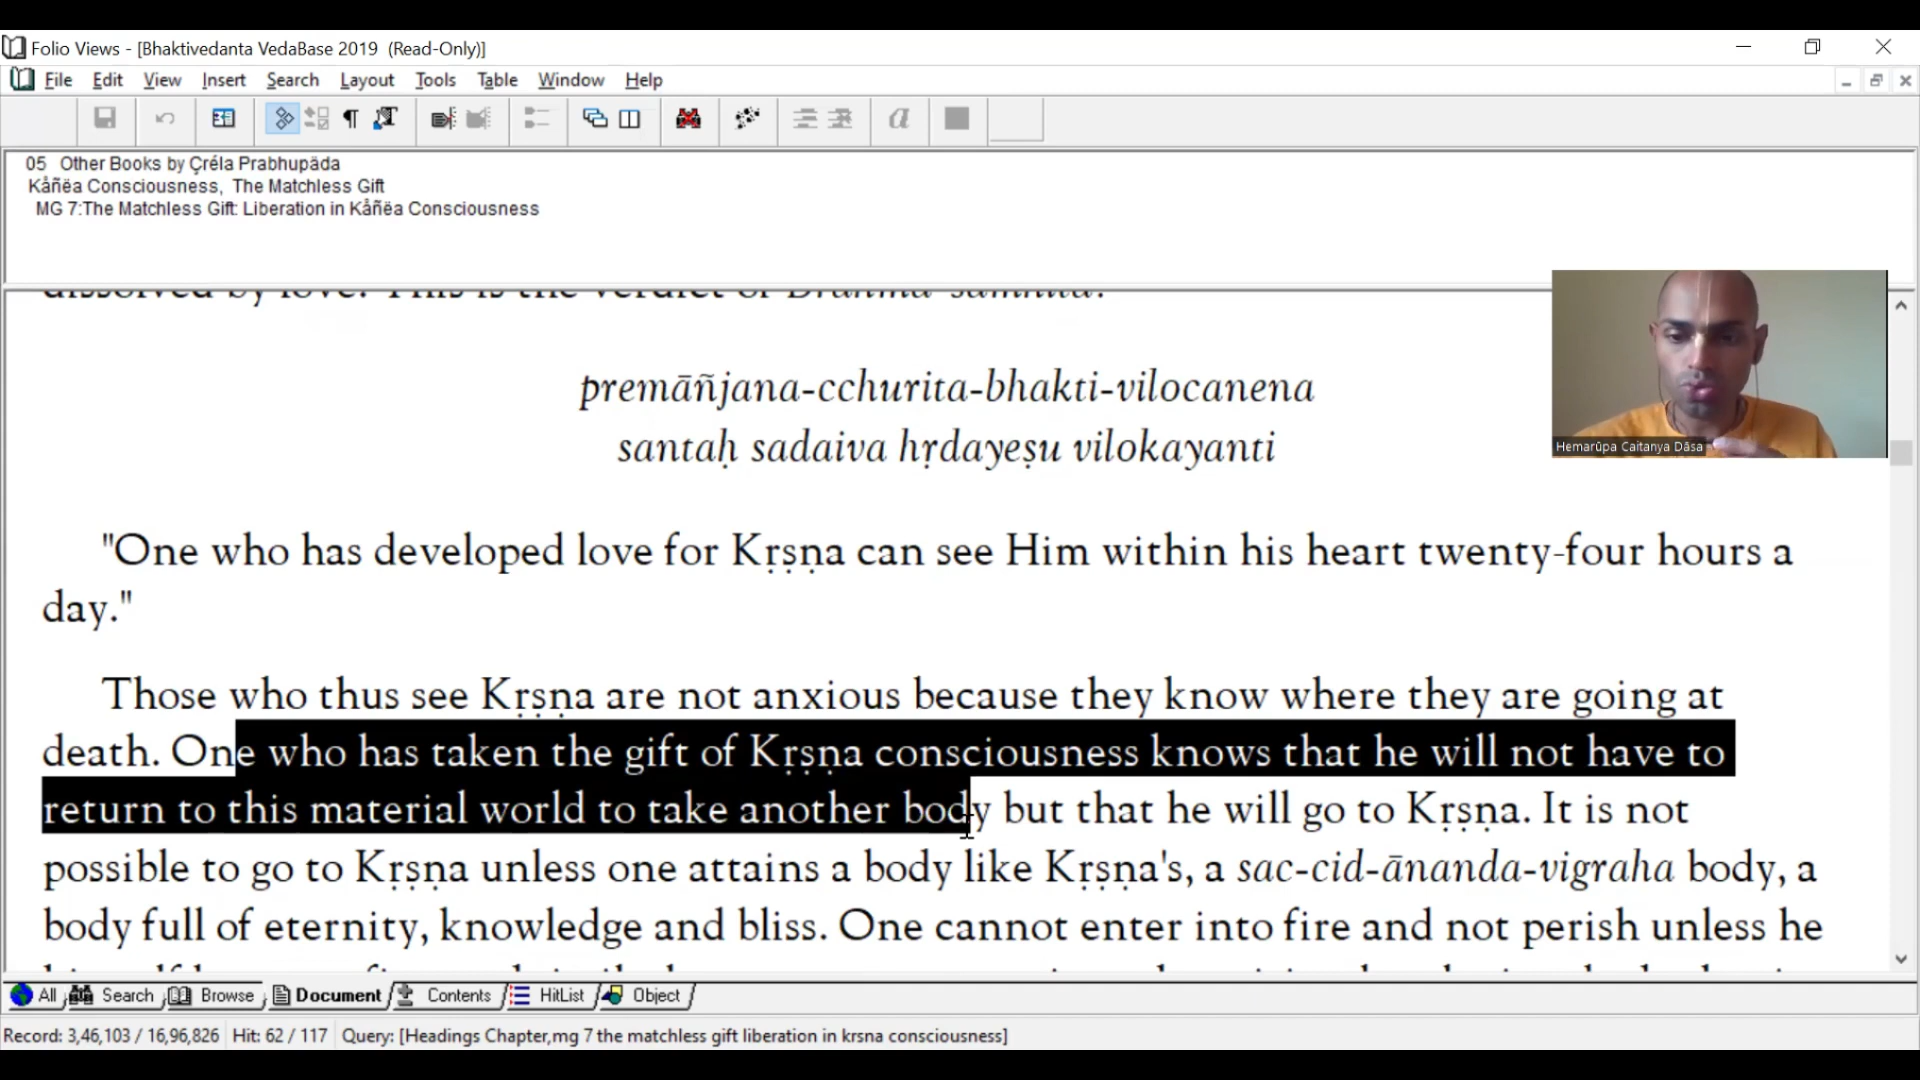 Folio Views - [Bhaktivedanta VedaBase 2019 (Read-Only)]
File Edit View Insert Search Layout Tools Table Window Help
05 Other Books by Çréla Prabhupäda
Kåñëa Consciousness, The Matchless Gift
MG 7:The Matchless Gift: Liberation in Kåñëa Consciousness
premāñjana-cchurita-bhakti-vilocanena
santaḥ sadaiva hṛdayeṣu vilokayanti
Hemarūpa Caitanya Dāsa
"One who has developed love for Kṛṣṇa can see Him within his heart twenty-four hours a
day."
Those who thus see Kṛṣṇa are not anxious because they know where they are going at
death. One who has taken the gift of Kṛṣṇa consciousness knows that he will not have to
return to this material world to take another body but that he will go to Kṛṣṇa. It is not
possible to go to Kṛṣṇa unless one attains a body like Kṛṣṇa's, a sac-cid-ānanda-vigraha body, a
body full of eternity, knowledge and bliss. One cannot enter into fire and not perish unless he
All Search Browse Document Contents HitList Object
Record: 3,46,103 / 16,96,826 Hit: 62 / 117 Query: [Headings Chapter,mg 7 the matchless gift liberation in krsna consciousness]